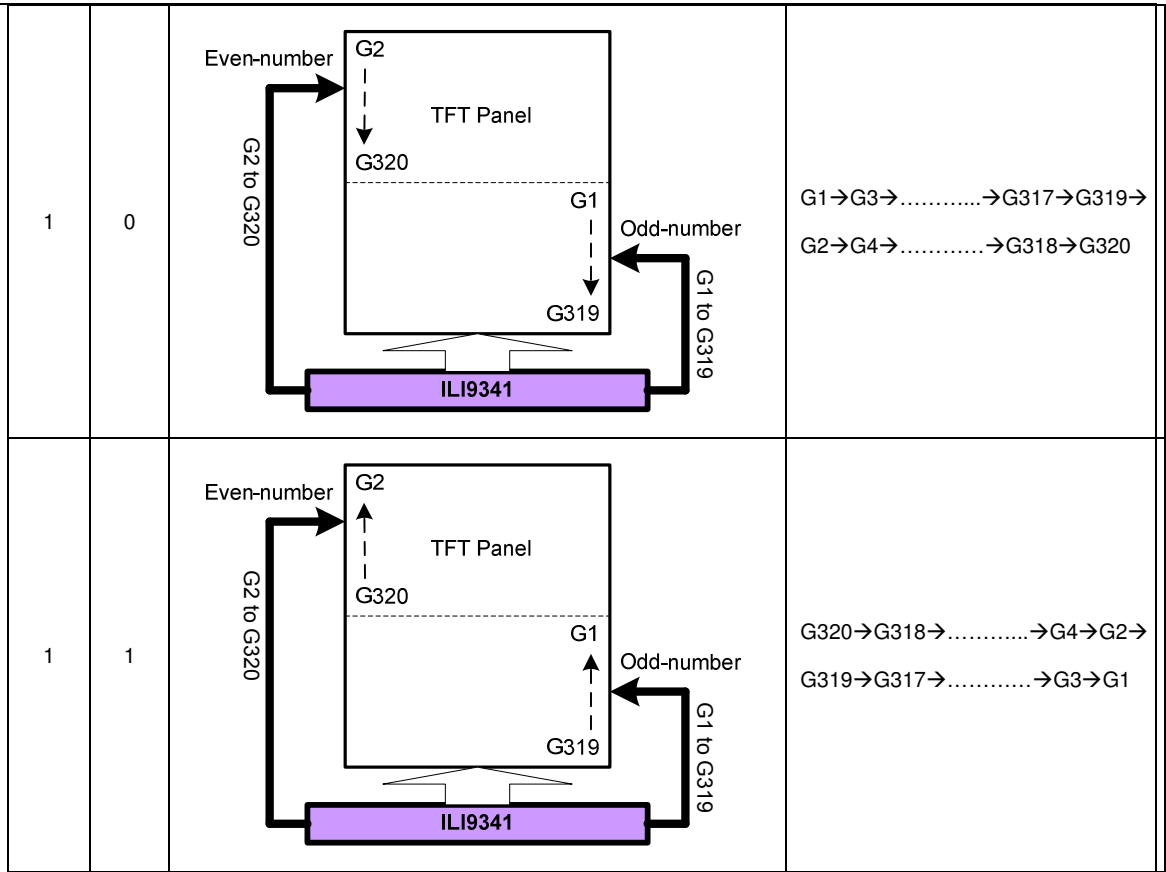 1
0
Even-number
G2
TFT Panel
G2 to G320
G320
G1
Odd-number
G1 to G319
G319
ILI9341
G1→G3→………...→G317→G319→
G2→G4→…………→G318→G320
1
1
Even-number
G2
TFT Panel
G2 to G320
G320
G1
Odd-number
G1 to G319
G319
ILI9341
G320→G318→………...→G4→G2→
G319→G317→…………→G3→G1